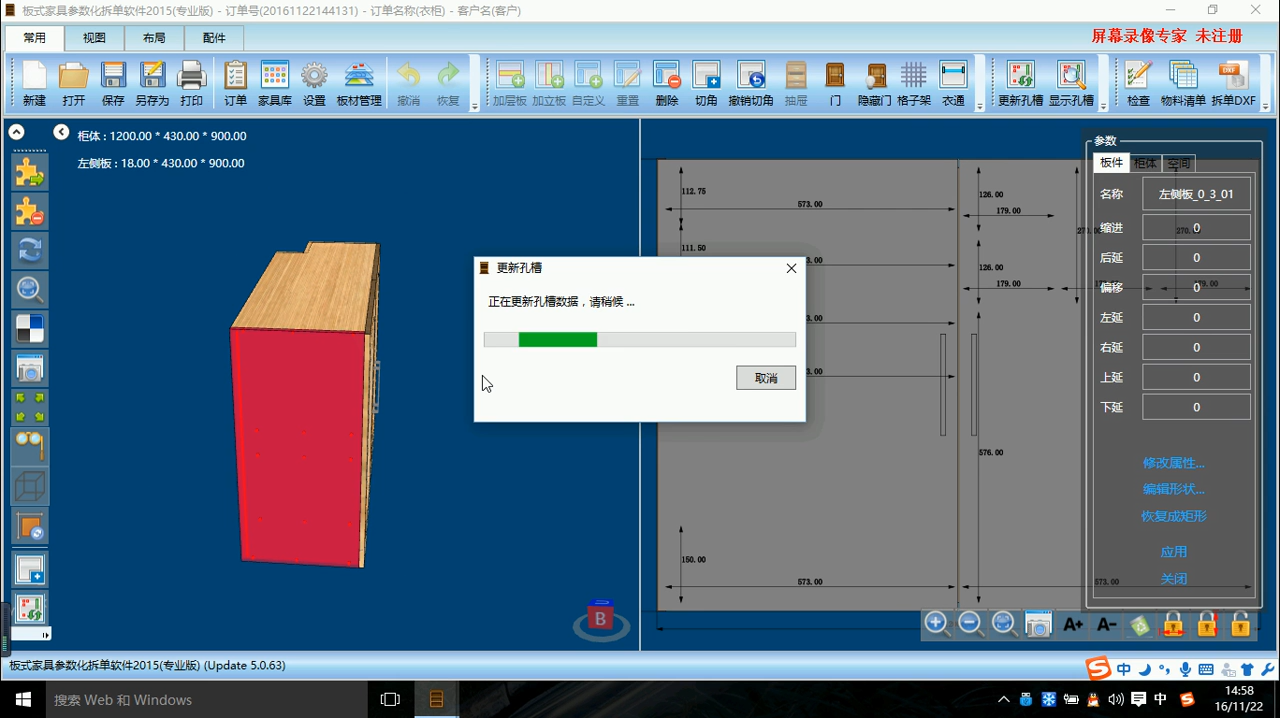 板式家具参数化拆单软件2015(专业版) - 订单号(20161122144131) - 订单名称(衣柜) - 客户名(客户)
常用 视图 布局 配件
屏幕录像专家 未注册
新建 打开 保存 另存为 打印 订单 家具库 设置 板材管理 撤消 恢复 加层板 加立板 自定义 重置 删除 切角 撤销切角 抽屉 门 隐藏门 格子架 衣通 更新孔槽 显示孔槽 检查 物料清单 拆单DXF
柜体 : 1200.00 * 430.00 * 900.00
左侧板 : 18.00 * 430.00 * 900.00
B
112.75
573.00
111.50
3.00
3.00
3.00
150.00
573.00
126.00
179.00
126.00
179.00
576.00
270.
270.00
179.00
573.00
更新孔槽
正在更新孔槽数据，请稍候 ...
取消
参数
板件 柜体 空间
名称 左侧板_0_3_01
缩进 0
后延 0
偏移 0
左延 0
右延 0
上延 0
下延 0
修改属性...
编辑形状...
恢复成矩形
应用
关闭
A+ A-
板式家具参数化拆单软件2015(专业版) (Update 5.0.63)
中
搜索 Web 和 Windows
中
14:58
16/11/22